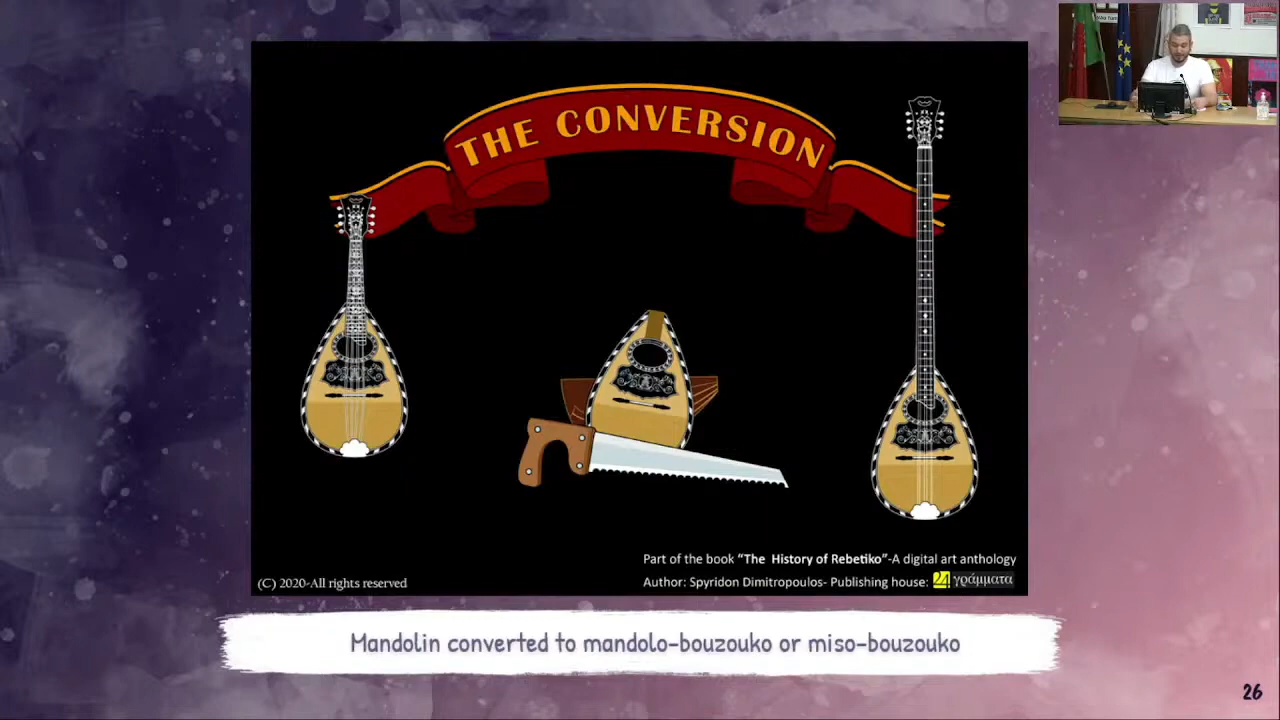 THE CONVERSION
Part of the book “The History of Rebetiko”-A digital art anthology
(C) 2020-All rights reserved
Author: Spyridon Dimitropoulos- Publishing house: 24 γράμματα
Mandolin converted to mandolo-bouzouko or miso-bouzouko
26